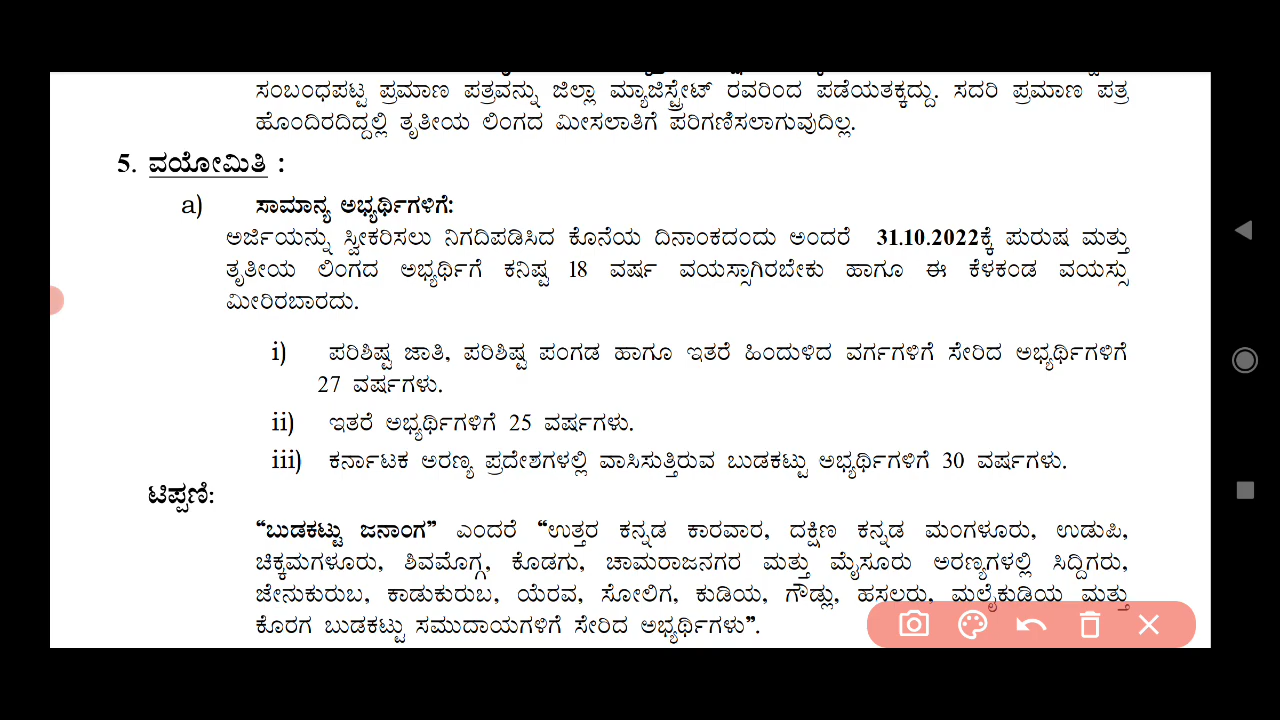 ಸಂಬಂಧಪಟ್ಟ ಪ್ರಮಾಣ ಪತ್ರವನ್ನು ಜಿಲ್ಲಾ ಮ್ಯಾಜಿಸ್ಟ್ರೇಟ್ ರವರಿಂದ ಪಡೆಯತಕ್ಕದ್ದು. ಸದರಿ ಪ್ರಮಾಣ ಪತ್ರ
ಹೊಂದಿರದಿದ್ದಲ್ಲಿ ತೃತೀಯ ಲಿಂಗದ ಮೀಸಲಾತಿಗೆ ಪರಿಗಣಿಸಲಾಗುವುದಿಲ್ಲ.
5. ವಯೋಮಿತಿ :
a) ಸಾಮಾನ್ಯ ಅಭ್ಯರ್ಥಿಗಳಿಗೆ:
ಅರ್ಜಿಯನ್ನು ಸ್ವೀಕರಿಸಲು ನಿಗದಿಪಡಿಸಿದ ಕೊನೆಯ ದಿನಾಂಕದಂದು ಅಂದರೆ 31.10.2022ಕ್ಕೆ ಪುರುಷ ಮತ್ತು
ತೃತೀಯ ಲಿಂಗದ ಅಭ್ಯರ್ಥಿಗೆ ಕನಿಷ್ಟ 18 ವರ್ಷ ವಯಸ್ಸಾಗಿರಬೇಕು ಹಾಗೂ ಈ ಕೆಳಕಂಡ ವಯಸ್ಸು
ಮೀರಿರಬಾರದು.
i) ಪರಿಶಿಷ್ಟ ಜಾತಿ, ಪರಿಶಿಷ್ಟ ಪಂಗಡ ಹಾಗೂ ಇತರೆ ಹಿಂದುಳಿದ ವರ್ಗಗಳಿಗೆ ಸೇರಿದ ಅಭ್ಯರ್ಥಿಗಳಿಗೆ
27 ವರ್ಷಗಳು.
ii) ಇತರೆ ಅಭ್ಯರ್ಥಿಗಳಿಗೆ 25 ವರ್ಷಗಳು.
iii) ಕರ್ನಾಟಕ ಅರಣ್ಯ ಪ್ರದೇಶಗಳಲ್ಲಿ ವಾಸಿಸುತ್ತಿರುವ ಬುಡಕಟ್ಟು ಅಭ್ಯರ್ಥಿಗಳಿಗೆ 30 ವರ್ಷಗಳು.
ಟಿಪ್ಪಣಿ:
“ಬುಡಕಟ್ಟು ಜನಾಂಗ” ಎಂದರೆ “ಉತ್ತರ ಕನ್ನಡ ಕಾರವಾರ, ದಕ್ಷಿಣ ಕನ್ನಡ ಮಂಗಳೂರು, ಉಡುಪಿ,
ಚಿಕ್ಕಮಗಳೂರು, ಶಿವಮೊಗ್ಗ, ಕೊಡಗು, ಚಾಮರಾಜನಗರ ಮತ್ತು ಮೈಸೂರು ಅರಣ್ಯಗಳಲ್ಲಿ ಸಿದ್ದಿಗರು,
ಜೇನುಕುರುಬ, ಕಾಡುಕುರುಬ, ಯೆರವ, ಸೋಲಿಗ, ಕುಡಿಯ, ಗೌಡ್ಲು, ಹಸಲರು, ಮಲೈಕುಡಿಯ ಮತ್ತು
ಕೊರಗ ಬುಡಕಟ್ಟು ಸಮುದಾಯಗಳಿಗೆ ಸೇರಿದ ಅಭ್ಯರ್ಥಿಗಳು”.